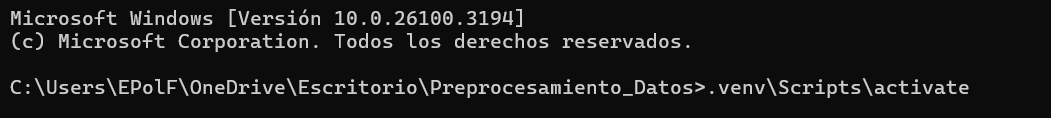 Microsoft Windows [Versión 10.0.26100.3194]
(c) Microsoft Corporation. Todos los derechos reservados.
C:\Users\EPolF\OneDrive\Escritorio\Preprocesamiento_Datos>.venv\Scripts\activate